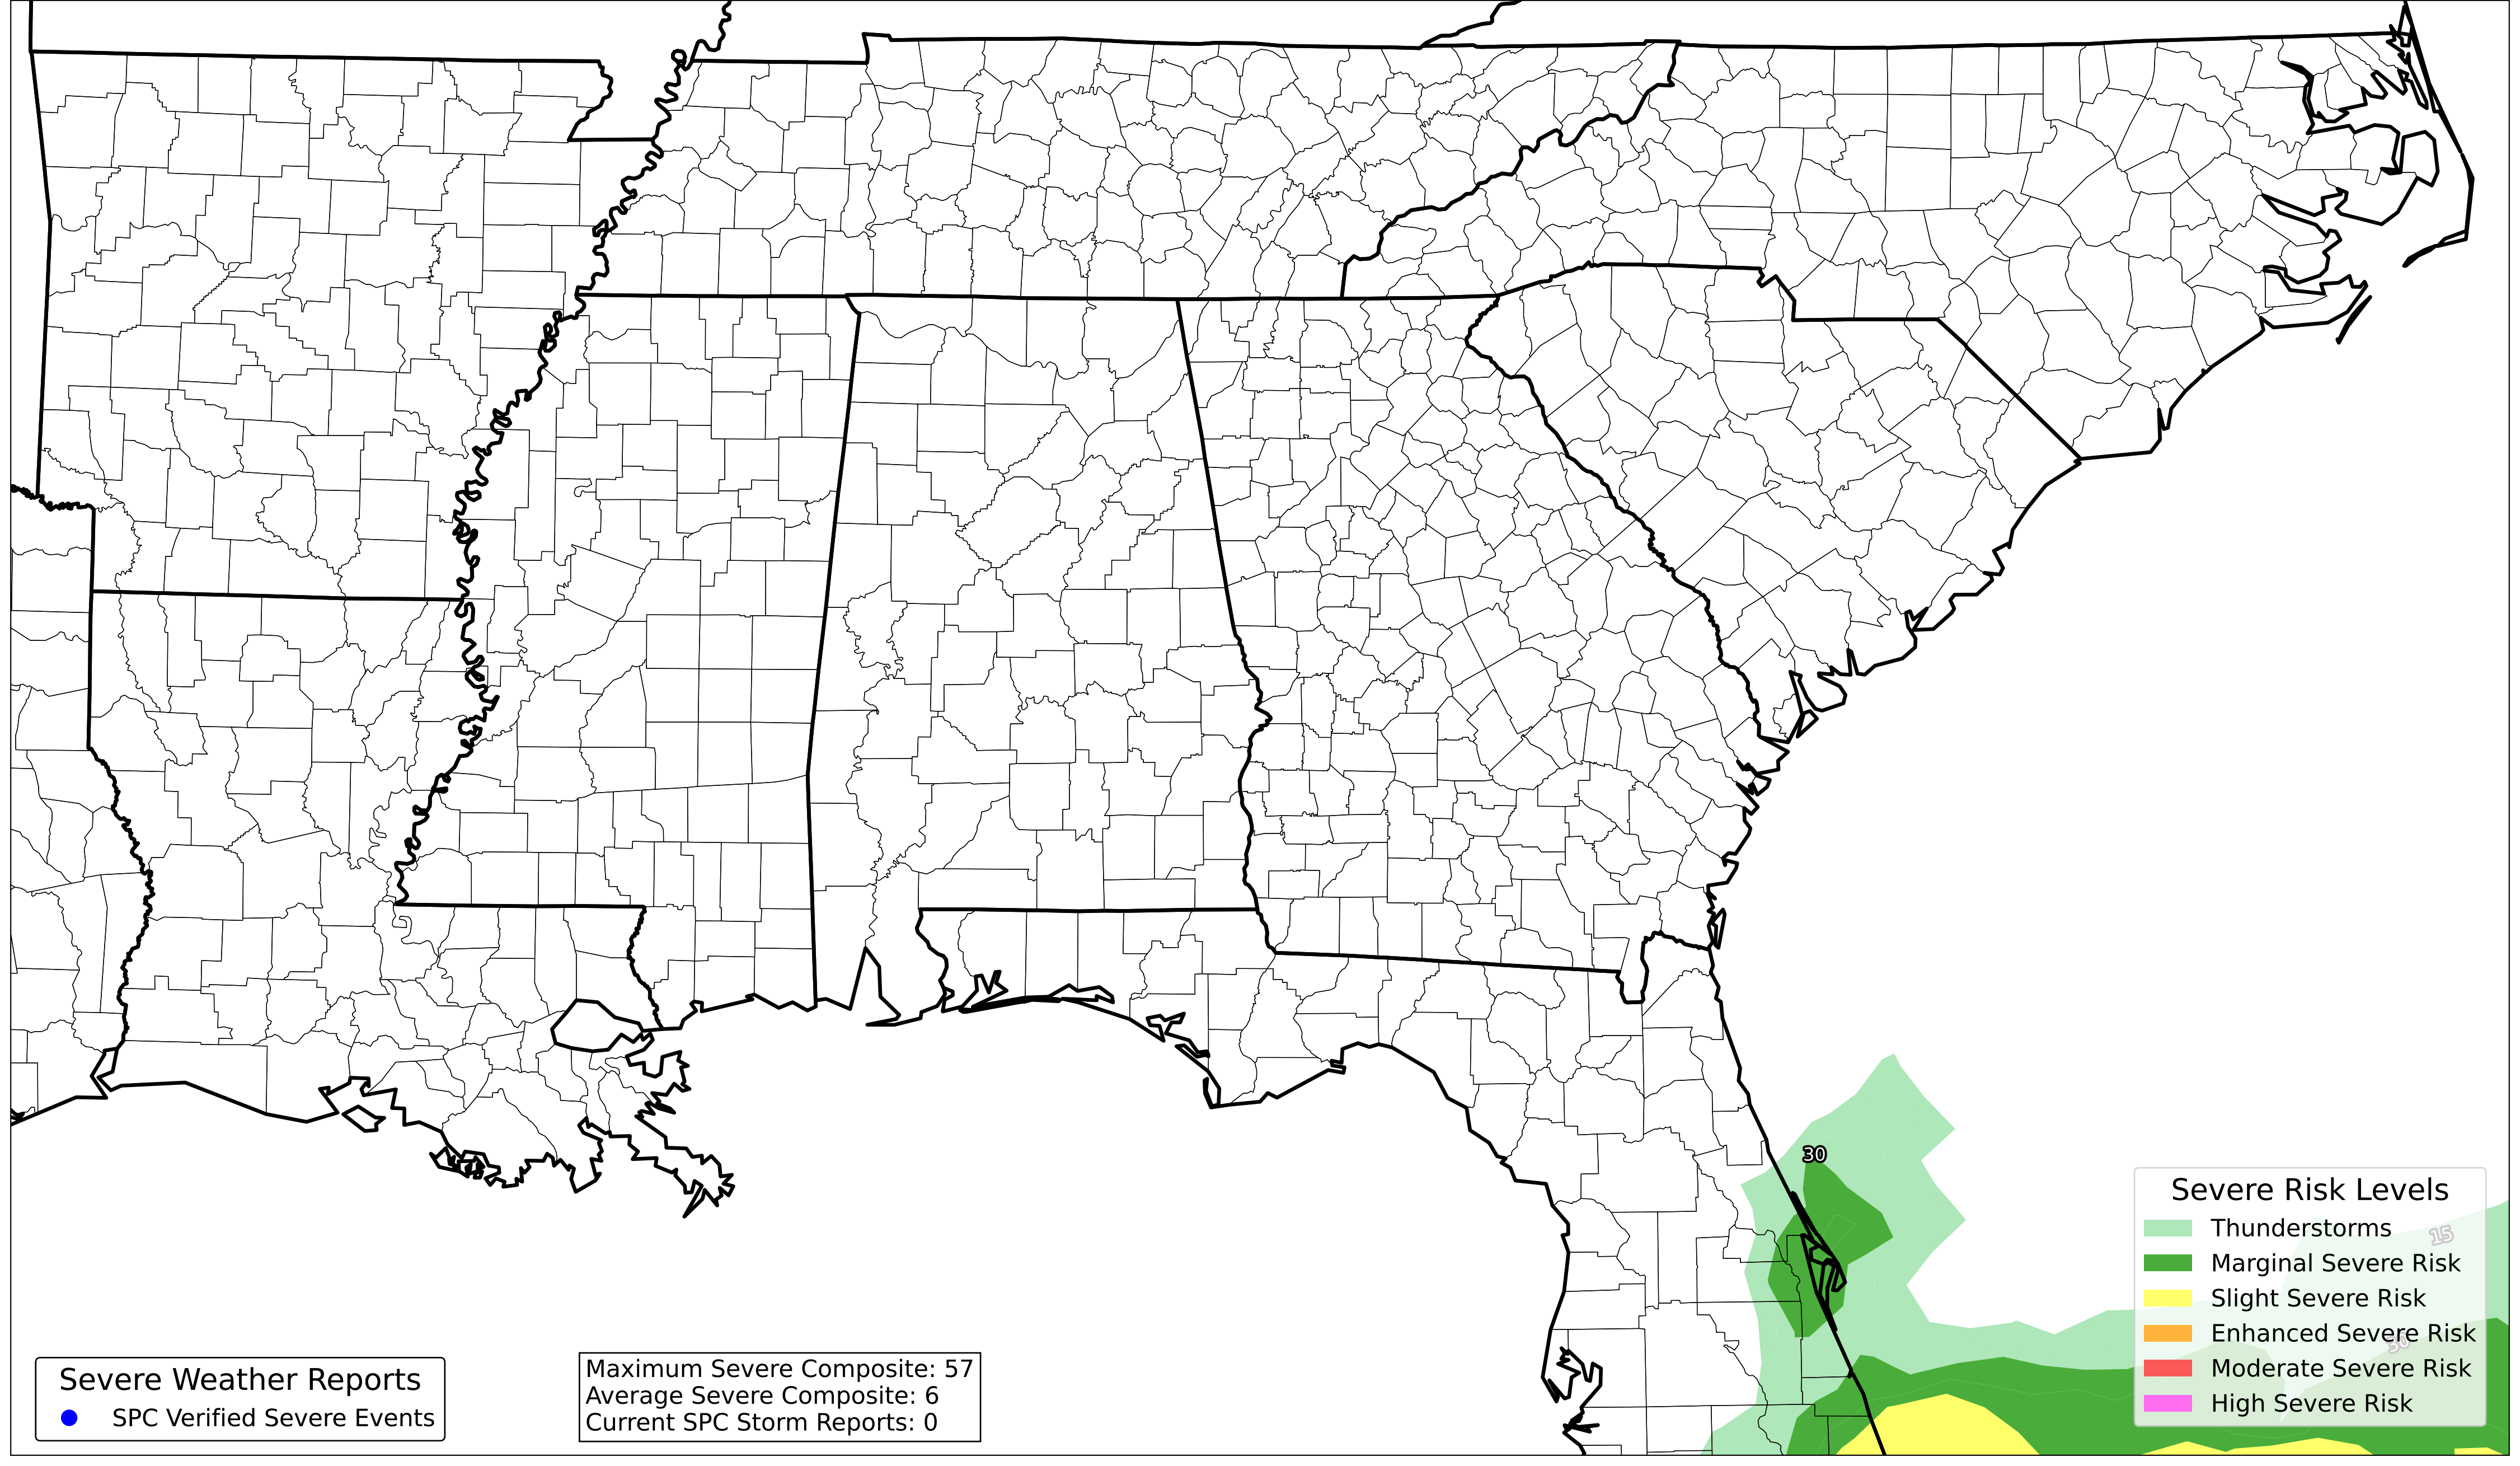 30
Severe Risk Levels
Thunderstorms
15
Marginal Severe Risk
Slight Severe Risk
Enhanced Severe Risk
30
Moderate Severe Risk
High Severe Risk
Severe Weather Reports
SPC Verified Severe Events
Maximum Severe Composite: 57
Average Severe Composite: 6
Current SPC Storm Reports: 0